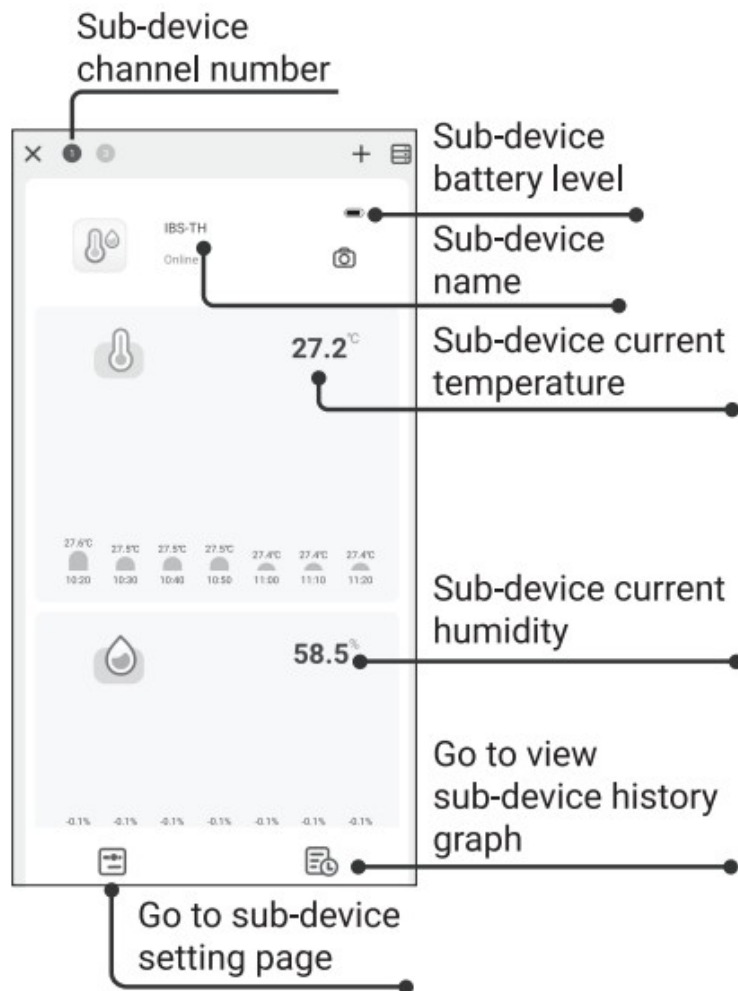 Sub-device
channel number
1 3
Sub-device
battery level
IBS-TH
Online
Sub-device
name
27.2°C
Sub-device current
temperature
27.6°C 27.5°C 27.5°C 27.5°C 27.4°C 27.4°C 27.4°C
10:20 10:30 10:40 10:50 11:00 11:10 11:20
Sub-device current
humidity
58.5%
Go to view
sub-device history
graph
-0.1% -0.1% -0.1% -0.1% -0.1% -0.1% -0.1%
Go to sub-device
setting page